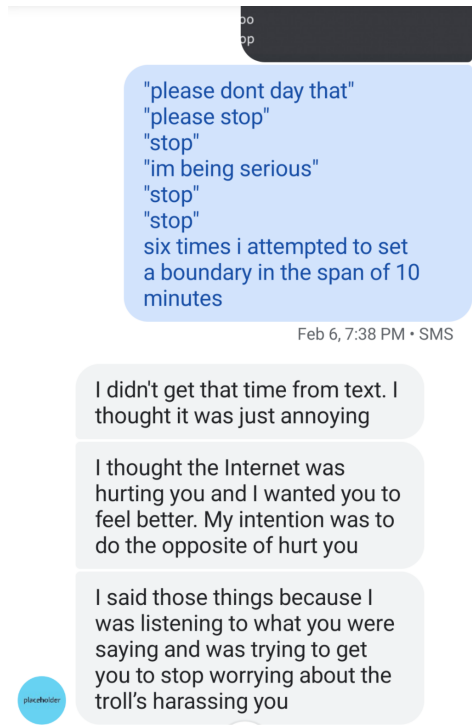 oo
op
"please dont day that"
"please stop"
"stop"
"im being serious"
"stop"
"stop"
six times i attempted to set
a boundary in the span of 10
minutes
Feb 6, 7:38 PM • SMS
I didn't get that time from text. I
thought it was just annoying
I thought the Internet was
hurting you and I wanted you to
feel better. My intention was to
do the opposite of hurt you
I said those things because I
was listening to what you were
saying and was trying to get
you to stop worrying about the
troll's harassing you
placeholder